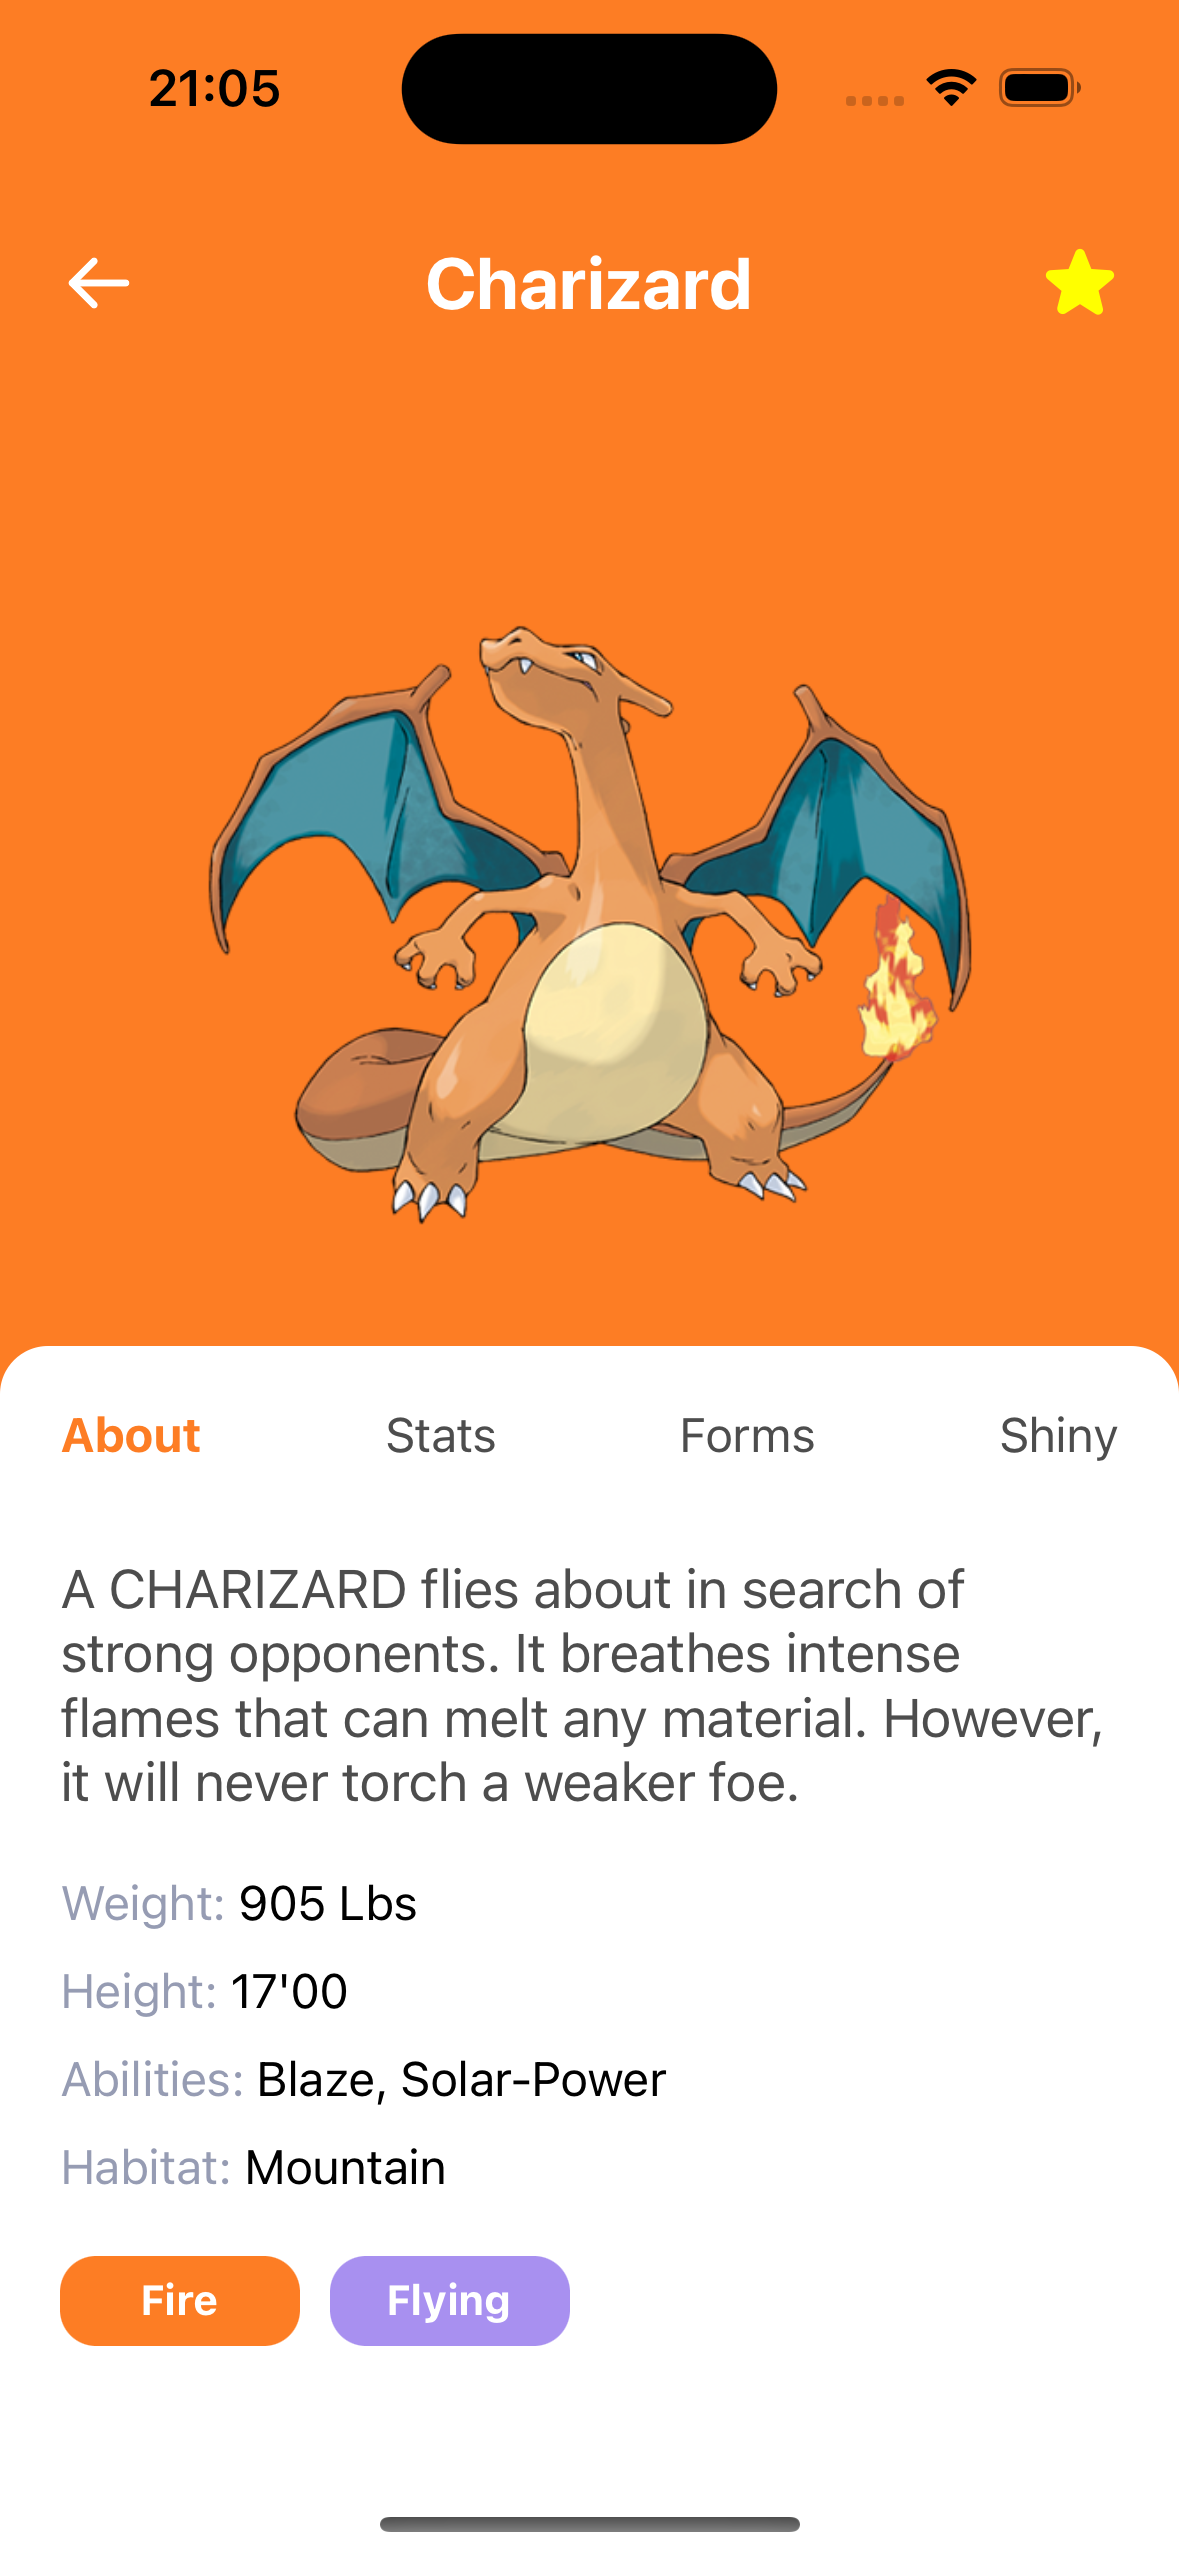 21:05
Charizard
About Stats Forms Shiny
A CHARIZARD flies about in search of
strong opponents. It breathes intense
flames that can melt any material. However,
it will never torch a weaker foe.
Weight: 905 Lbs
Height: 17'00
Abilities: Blaze, Solar-Power
Habitat: Mountain
Fire Flying